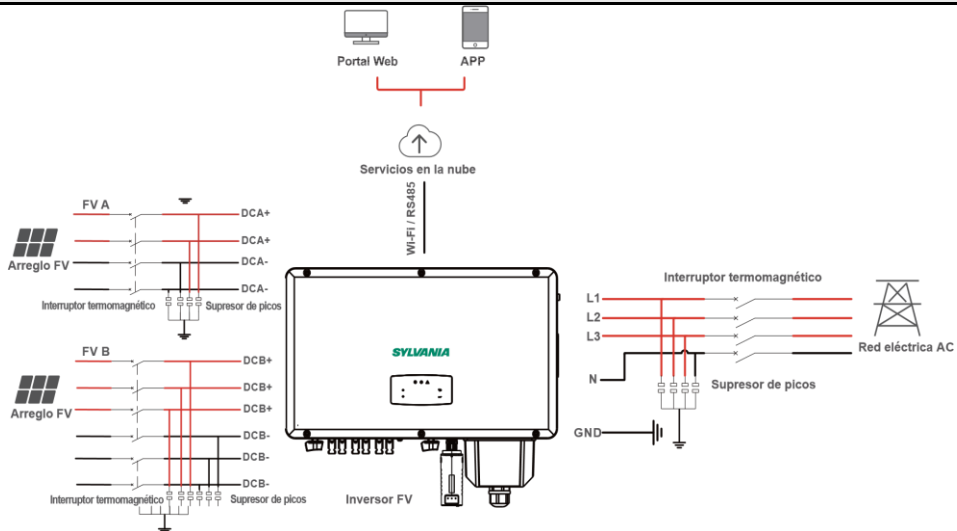 Portal Web
APP
Servicios en la nube
Wi-Fi / RS485
FV A
DCA+
DCA+
DCA-
DCA-
Arreglo FV
Interruptor termomagnético
Supresor de picos
FV B
DCB+
DCB+
DCB+
DCB-
DCB-
DCB-
Arreglo FV
Interruptor termomagnético
Supresor de picos
SYLVANIA
Inversor FV
Interruptor termomagnético
L1
L2
L3
N
GND
Red eléctrica AC
Supresor de picos